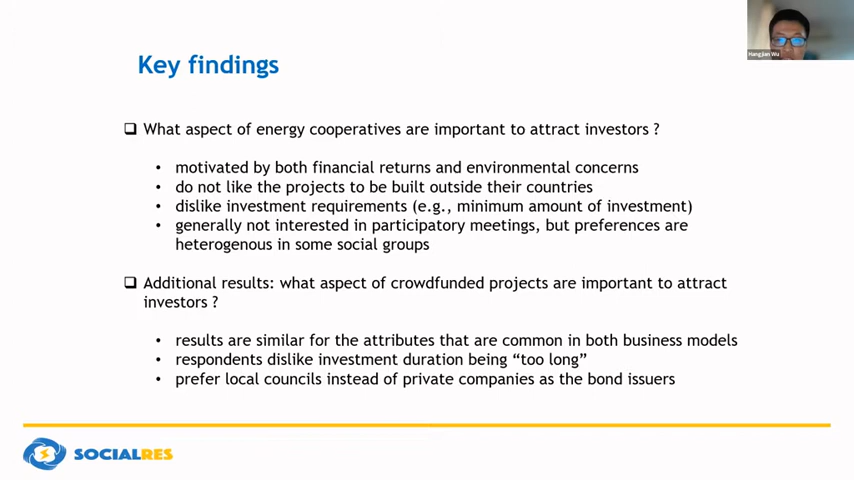 Hangjian Wu
Key findings
❑ What aspect of energy cooperatives are important to attract investors ?
• motivated by both financial returns and environmental concerns
• do not like the projects to be built outside their countries
• dislike investment requirements (e.g., minimum amount of investment)
• generally not interested in participatory meetings, but preferences are
heterogenous in some social groups
❑ Additional results: what aspect of crowdfunded projects are important to attract
investors ?
• results are similar for the attributes that are common in both business models
• respondents dislike investment duration being “too long”
• prefer local councils instead of private companies as the bond issuers
SOCIALRES